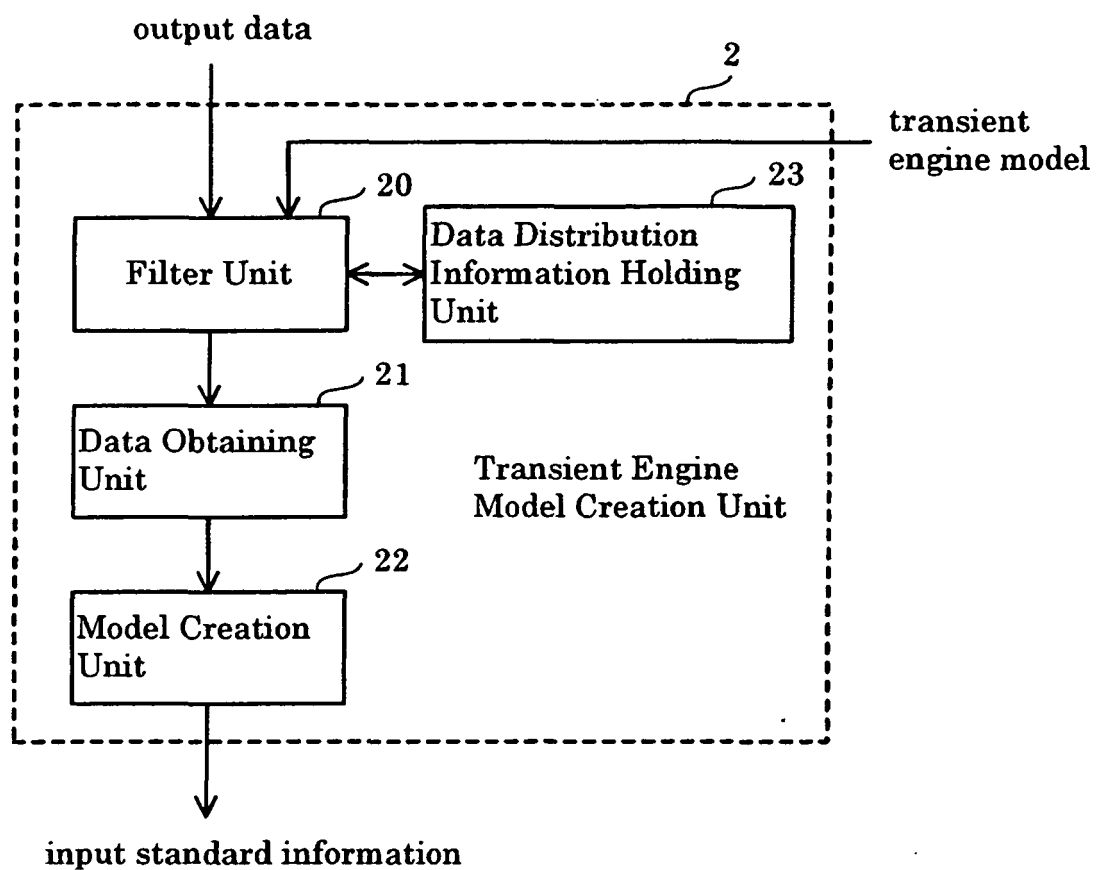 output data
2
transient
engine model
20
23
Filter Unit
Data Distribution
Information Holding
Unit
21
Data Obtaining
Unit
Transient Engine
Model Creation Unit
22
Model Creation
Unit
input standard information